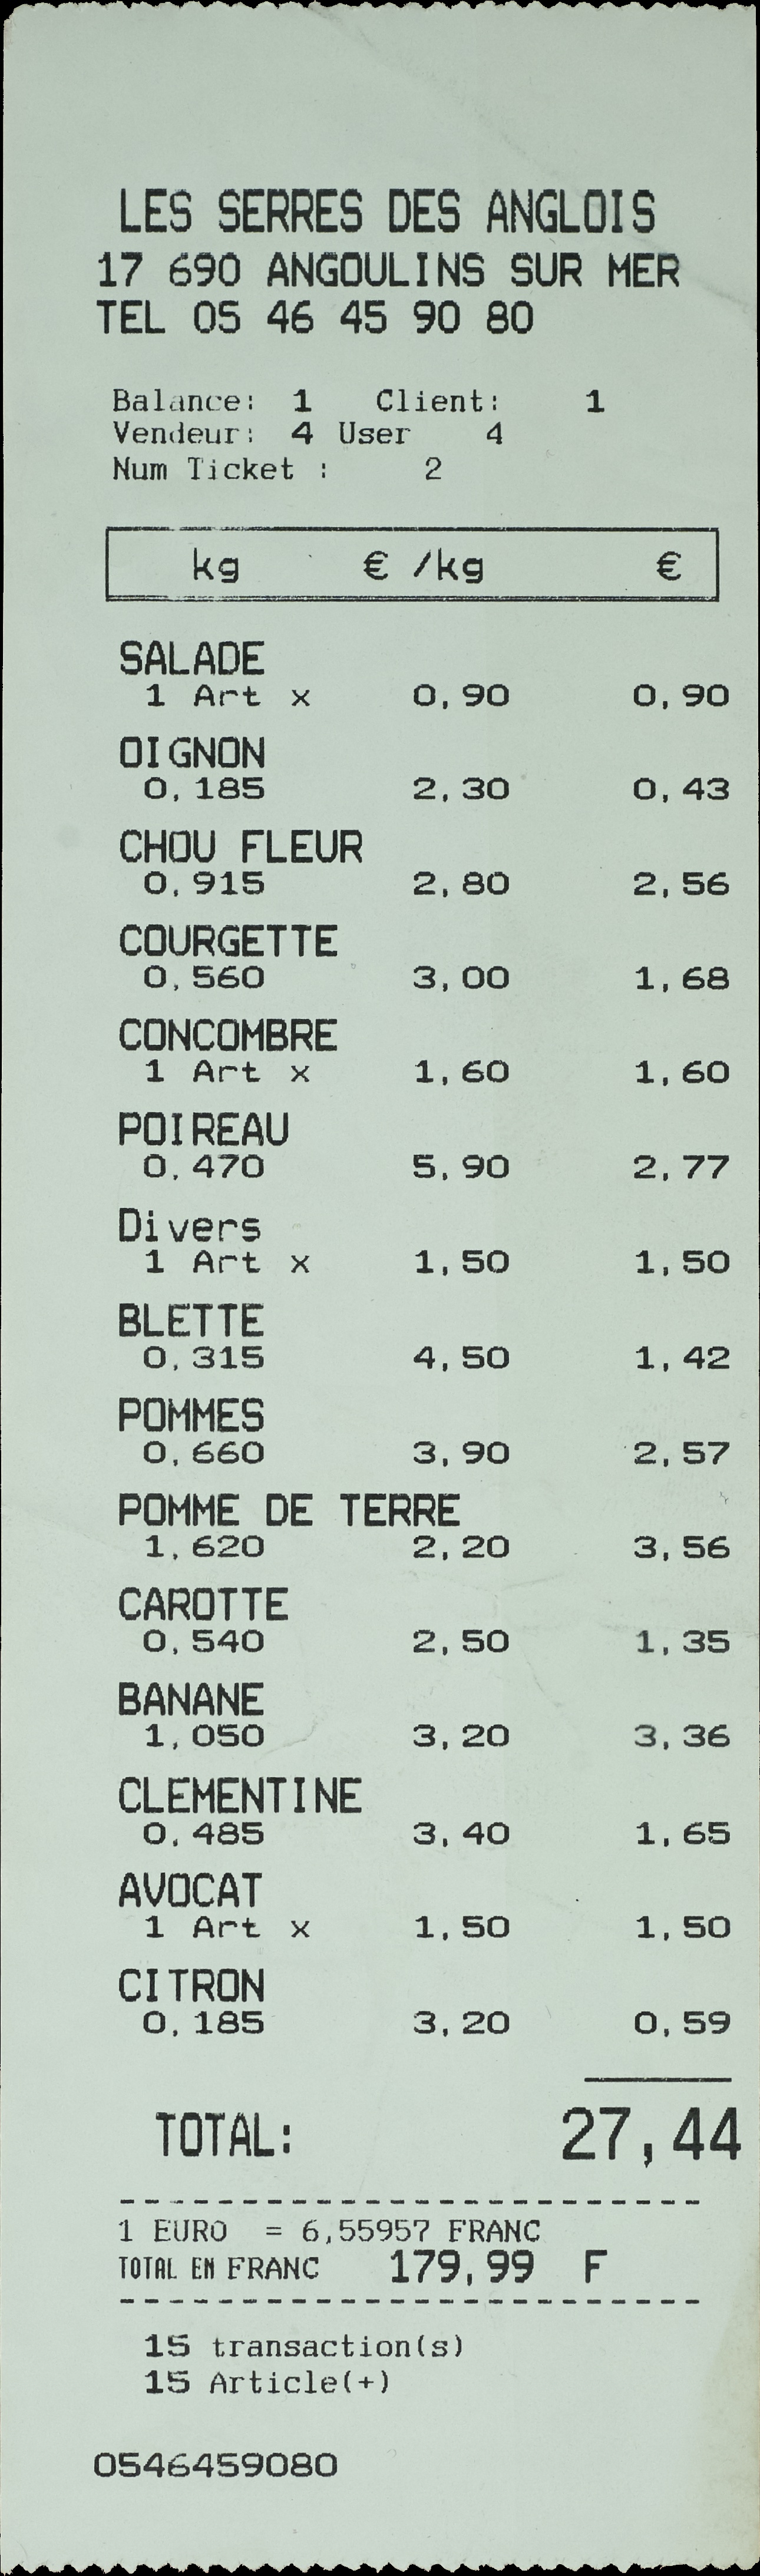 LES SERRES DES ANGLOIS
17 690 ANGOULINS SUR MER
TEL 05 46 45 90 80
Balance: 1 Client: 1
Vendeur: 4 User 4
Num Ticket : 2
kg € /kg €
SALADE
1 Art x 0,90 0,90
OIGNON
0,185 2,30 0,43
CHOU FLEUR
0,915 2,80 2,56
COURGETTE
0,560 3,00 1,68
CONCOMBRE
1 Art x 1,60 1,60
POIREAU
0,470 5,90 2,77
Divers
1 Art x 1,50 1,50
BLETTE
0,315 4,50 1,42
POMMES
0,660 3,90 2,57
POMME DE TERRE
1,620 2,20 3,56
CAROTTE
0,540 2,50 1,35
BANANE
1,050 3,20 3,36
CLEMENTINE
0,485 3,40 1,65
AVOCAT
1 Art x 1,50 1,50
CITRON
0,185 3,20 0,59
TOTAL: 27,44
1 EURO = 6,55957 FRANC
TOTAL EN FRANC 179,99 F
15 transaction(s)
15 Article(+)
0546459080